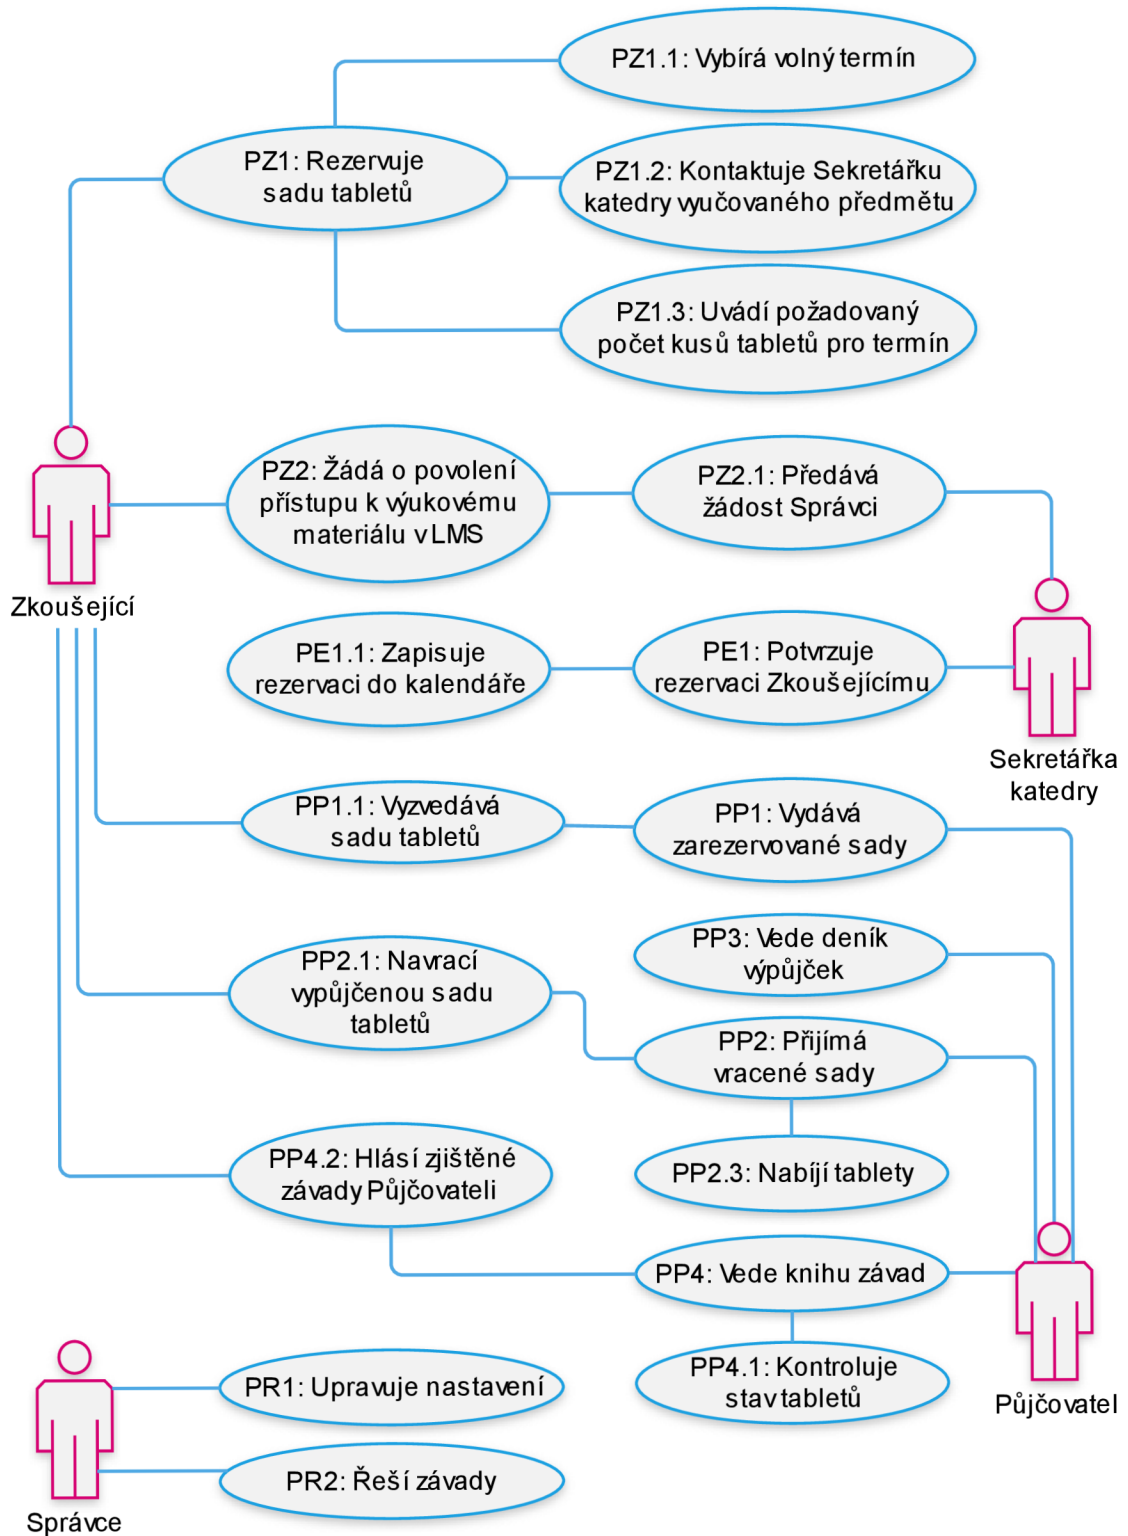 PZ1.1: Vybírá volný termín
PZ1: Rezervuje
sadu tabletů
PZ1.2: Kontaktuje Sekretářku
katedry vyučovaného předmětu
PZ1.3: Uvádí požadovaný
počet kusů tabletů pro termín
PZ2: Žádá o povolení
přístupu k výukovému
materiálu v LMS
PZ2.1: Předává
žádost Správci
Zkoušející
PE1.1: Zapisuje
rezervaci do kalendáře
PE1: Potvrzuje
rezervaci Zkoušejícímu
Sekretářka
katedry
PP1.1: Vyzvedává
sadu tabletů
PP1: Vydává
zarezervované sady
PP3: Vede deník
výpůjček
PP2.1: Navrací
vypůjčenou sadu
tabletů
PP2: Přijímá
vracené sady
PP4.2: Hlásí zjištěné
závady Půjčovateli
PP2.3: Nabíjí tablety
PP4: Vede knihu závad
PP4.1: Kontroluje
stav tabletů
Půjčovatel
PR1: Upravuje nastavení
PR2: Řeší závady
Správce